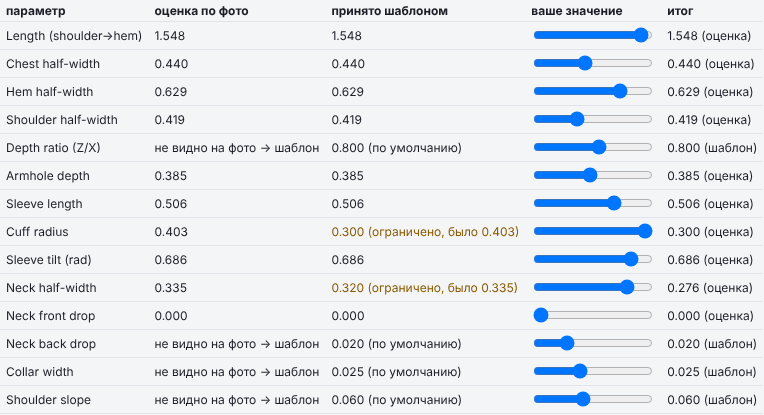 параметр оценка по фото принято шаблоном ваше значение итог
Length (shoulder→hem) 1.548 1.548 1.548 (оценка)
Chest half-width 0.440 0.440 0.440 (оценка)
Hem half-width 0.629 0.629 0.629 (оценка)
Shoulder half-width 0.419 0.419 0.419 (оценка)
Depth ratio (Z/X) не видно на фото → шаблон 0.800 (по умолчанию) 0.800 (шаблон)
Armhole depth 0.385 0.385 0.385 (оценка)
Sleeve length 0.506 0.506 0.506 (оценка)
Cuff radius 0.403 0.300 (ограничено, было 0.403) 0.300 (оценка)
Sleeve tilt (rad) 0.686 0.686 0.686 (оценка)
Neck half-width 0.335 0.320 (ограничено, было 0.335) 0.276 (оценка)
Neck front drop 0.000 0.000 0.000 (оценка)
Neck back drop не видно на фото → шаблон 0.020 (по умолчанию) 0.020 (шаблон)
Collar width не видно на фото → шаблон 0.025 (по умолчанию) 0.025 (шаблон)
Shoulder slope не видно на фото → шаблон 0.060 (по умолчанию) 0.060 (шаблон)